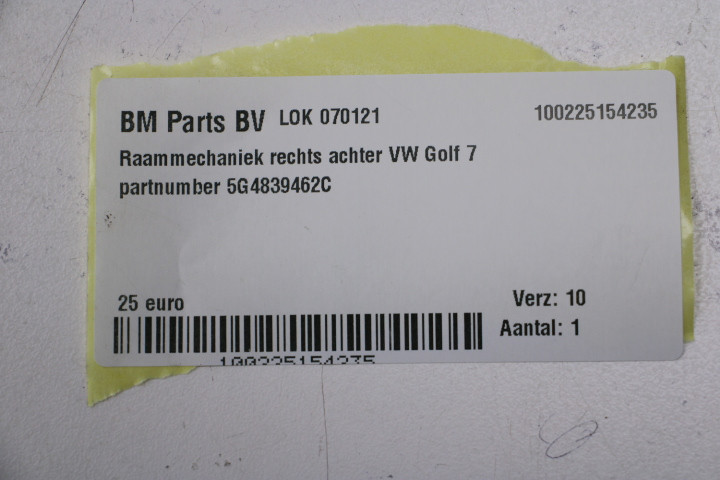 BM Parts BV LOK 070121 100225154235
Raammechaniek rechts achter VW Golf 7
partnumber 5G4839462C
25 euro Verz: 10
Aantal: 1
100225154235